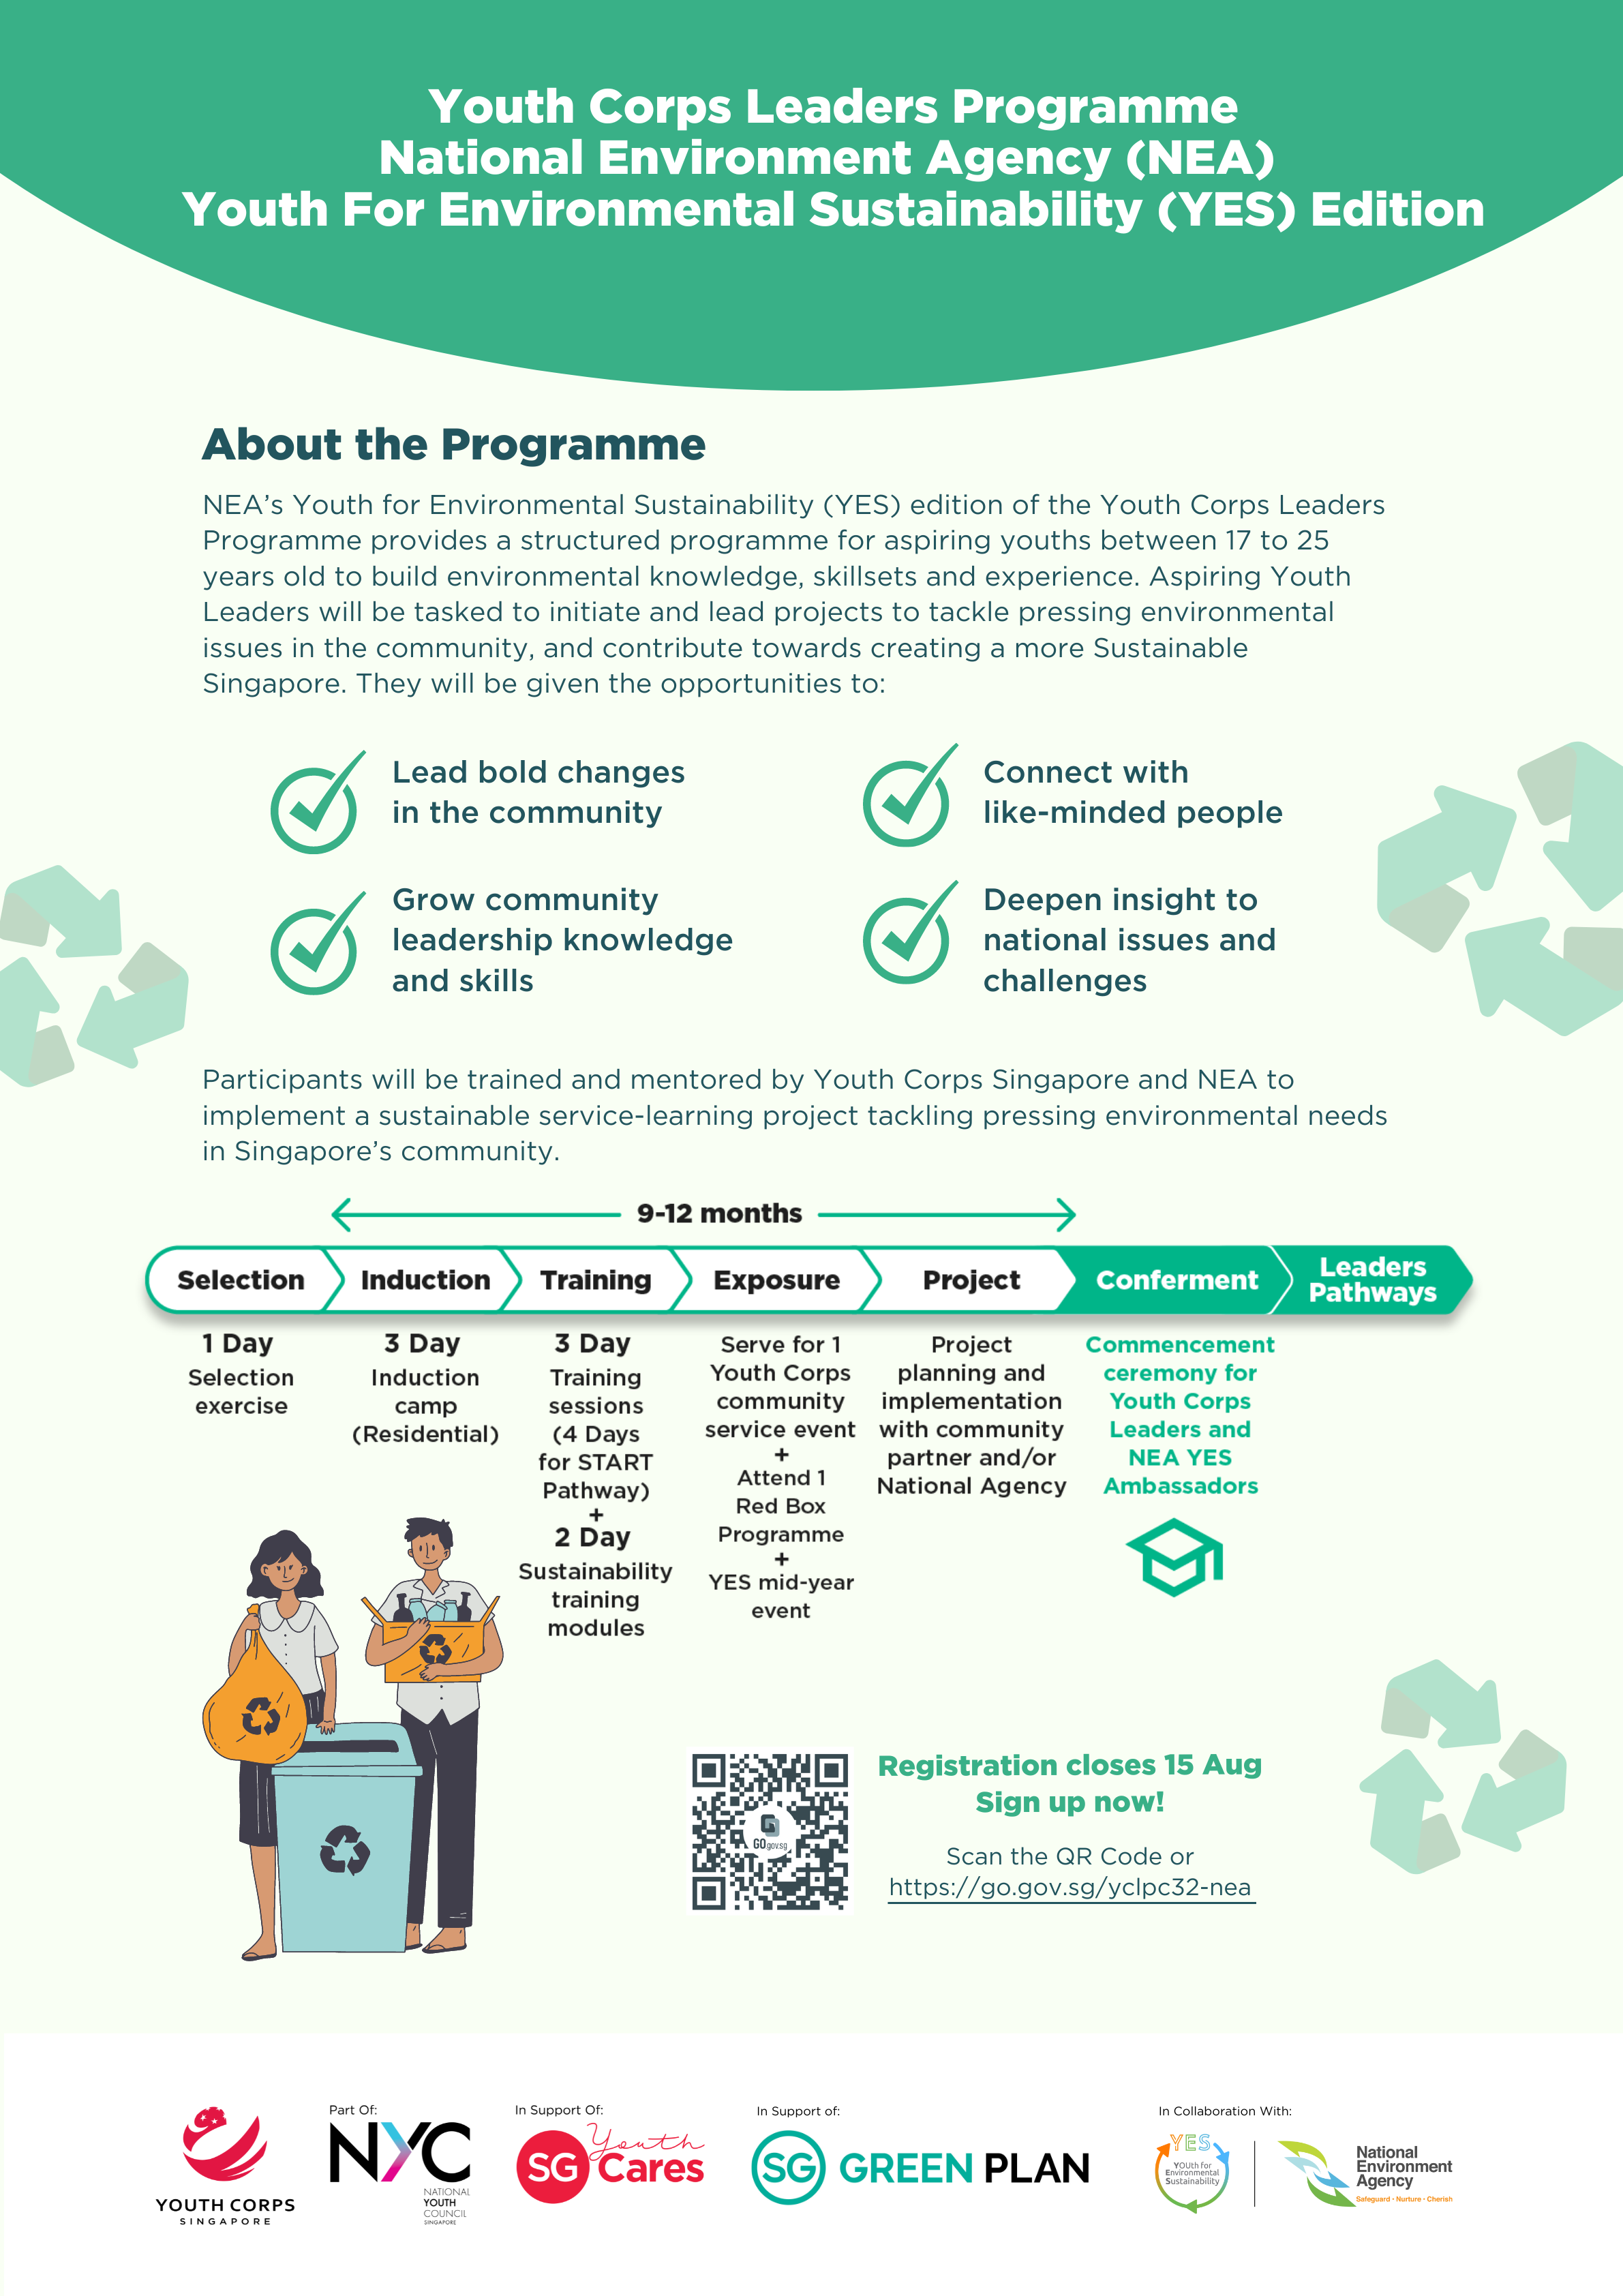 Youth Corps Leaders Programme
National Environment Agency (NEA)
Youth For Environmental Sustainability (YES) Edition
About the Programme
NEA’s Youth for Environmental Sustainability (YES) edition of the Youth Corps Leaders
Programme provides a structured programme for aspiring youths between 17 to 25
years old to build environmental knowledge, skillsets and experience. Aspiring Youth
Leaders will be tasked to initiate and lead projects to tackle pressing environmental
issues in the community, and contribute towards creating a more Sustainable
Singapore. They will be given the opportunities to:
Lead bold changes
in the community
Connect with
like-minded people
Grow community
leadership knowledge
and skills
Deepen insight to
national issues and
challenges
Participants will be trained and mentored by Youth Corps Singapore and NEA to
implement a sustainable service-learning project tackling pressing environmental needs
in Singapore’s community.
9-12 months
Selection
Induction
Training
Exposure
Project
Conferment
Leaders
Pathways
1 Day
Selection
exercise
3 Day
Induction
camp
(Residential)
3 Day
Training
sessions
(4 Days
for START
Pathway)
+
2 Day
Sustainability
training
modules
Serve for 1
Youth Corps
community
service event
+
Attend 1
Red Box
Programme
+
YES mid-year
event
Project
planning and
implementation
with community
partner and/or
National Agency
Commencement
ceremony for
Youth Corps
Leaders and
NEA YES
Ambassadors
GOgov.sg
Registration closes 15 Aug
Sign up now!
Scan the QR Code or
https://go.gov.sg/yclpc32-nea
YOUTH CORPS
SINGAPORE
Part Of:
NYC
NATIONAL
YOUTH
COUNCIL
SINGAPORE
In Support Of:
SG Youth
Cares
In Support of:
SG GREEN PLAN
In Collaboration With:
YES
YOUth for
Environmental
Sustainability
National
Environment
Agency
Safeguard • Nurture • Cherish